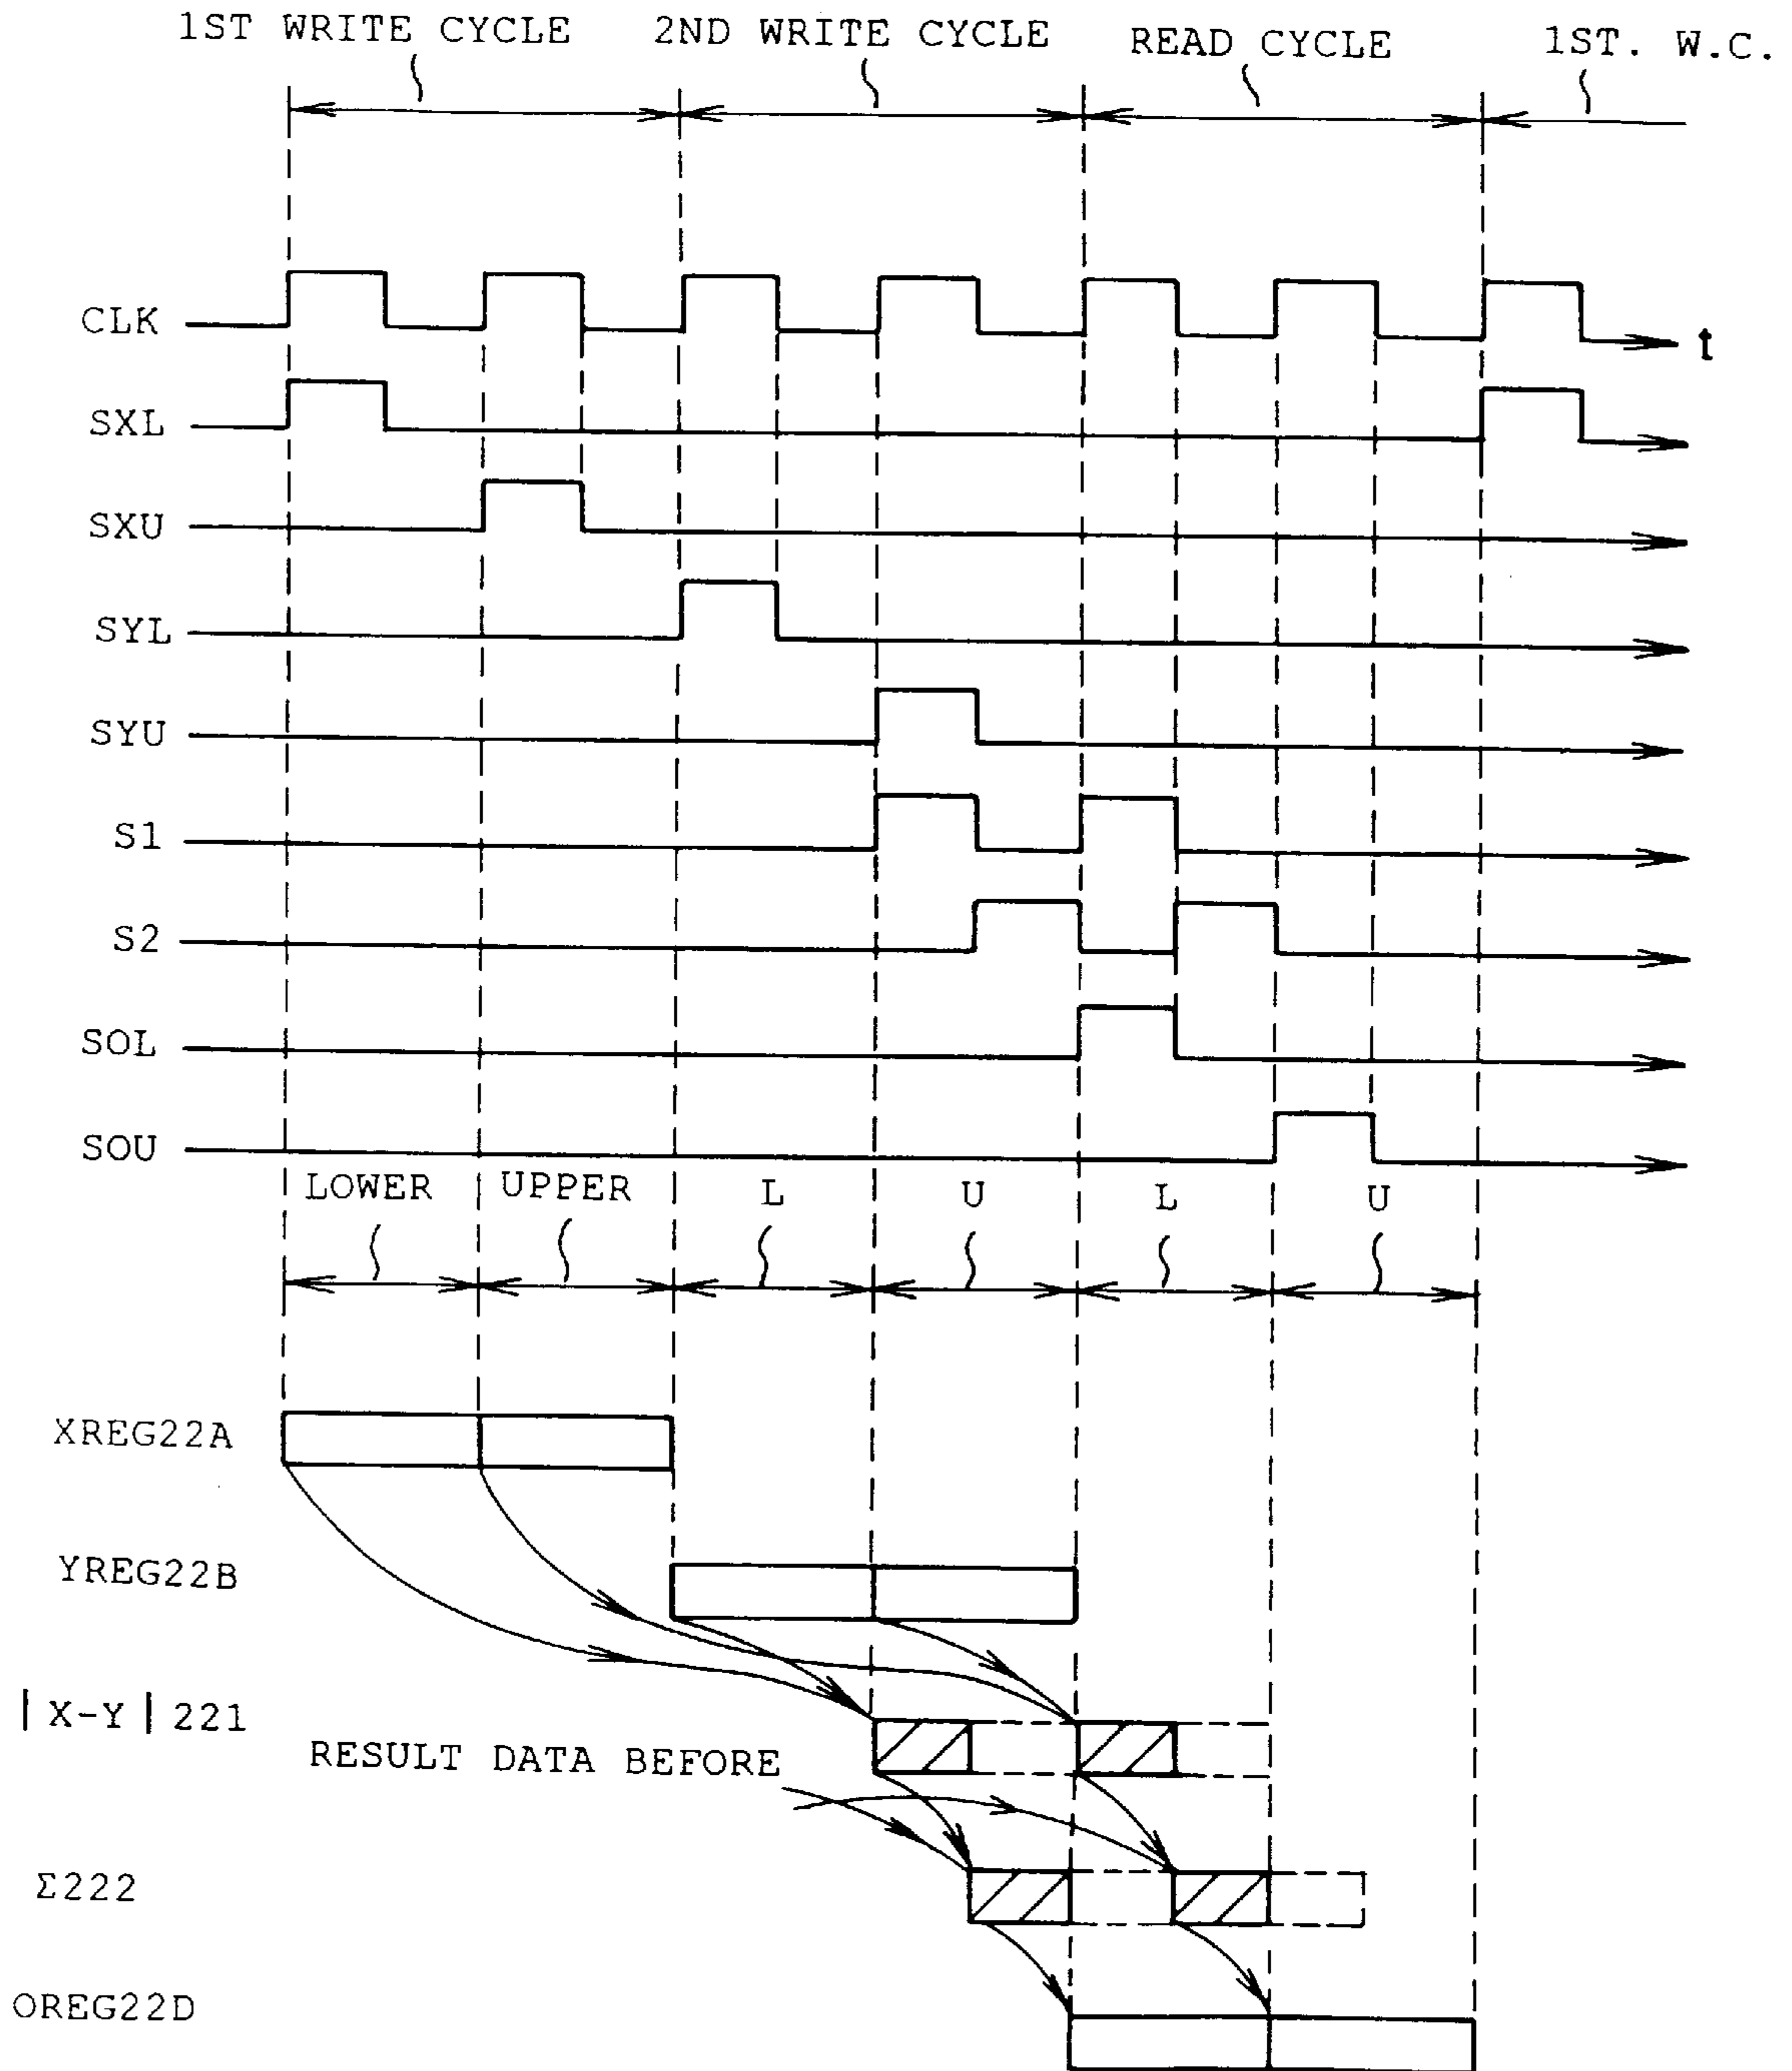 1ST WRITE CYCLE 2ND WRITE CYCLE READ CYCLE 1ST. W.C.
CLK t
SXL
SXU
SYL
SYU
S1
S2
SOL
SOU
LOWER UPPER L U L U
XREG22A
YREG22B
|X-Y|221
RESULT DATA BEFORE
Σ222
OREG22D